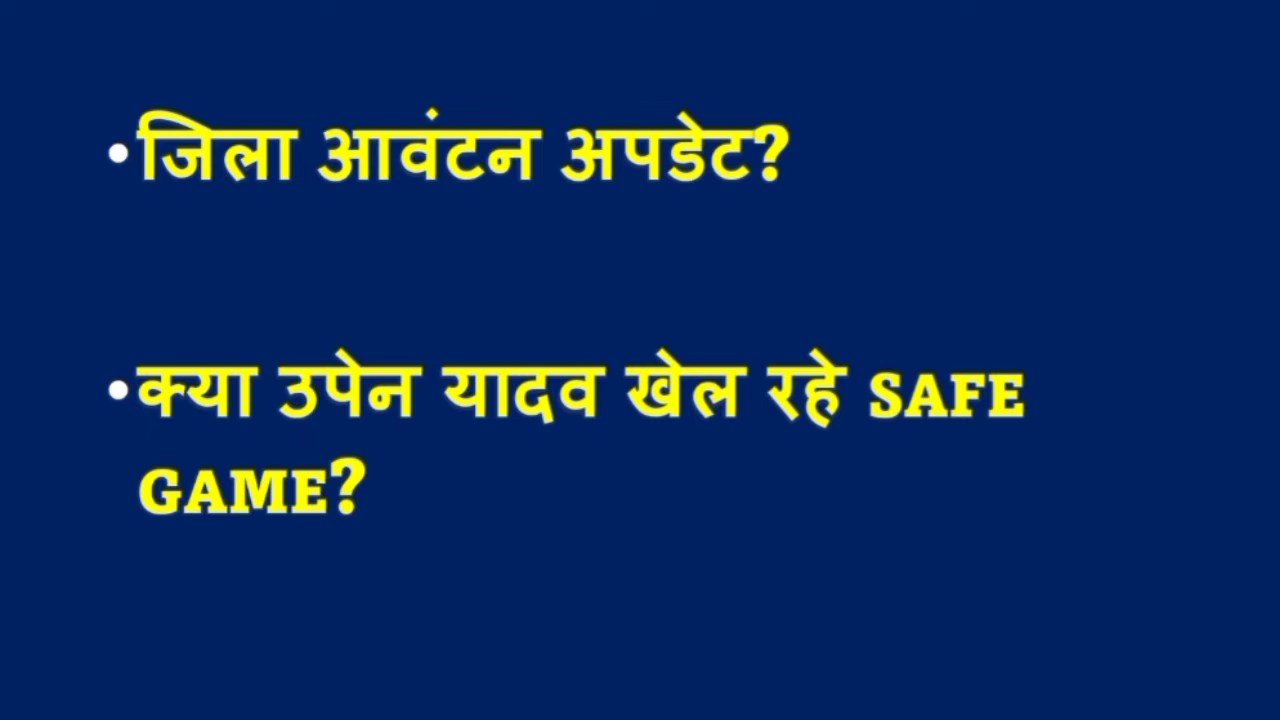 • जिला आवंटन अपडेट?
• क्या उपेन यादव खेल रहे SAFE
GAME?